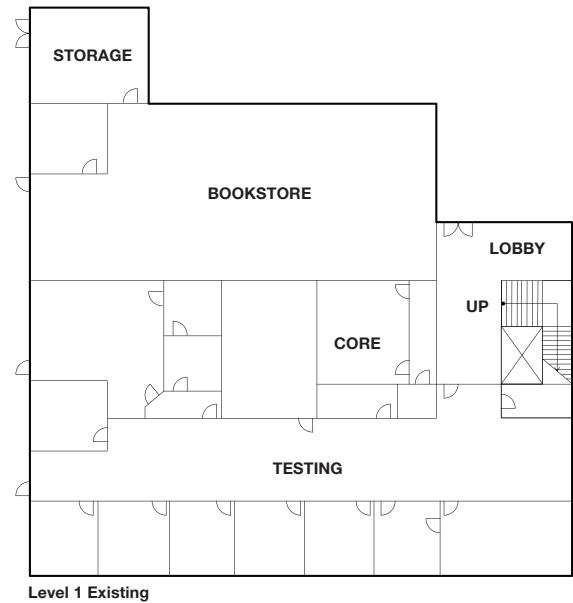 STORAGE
BOOKSTORE
LOBBY
UP
CORE
TESTING
Level 1 Existing